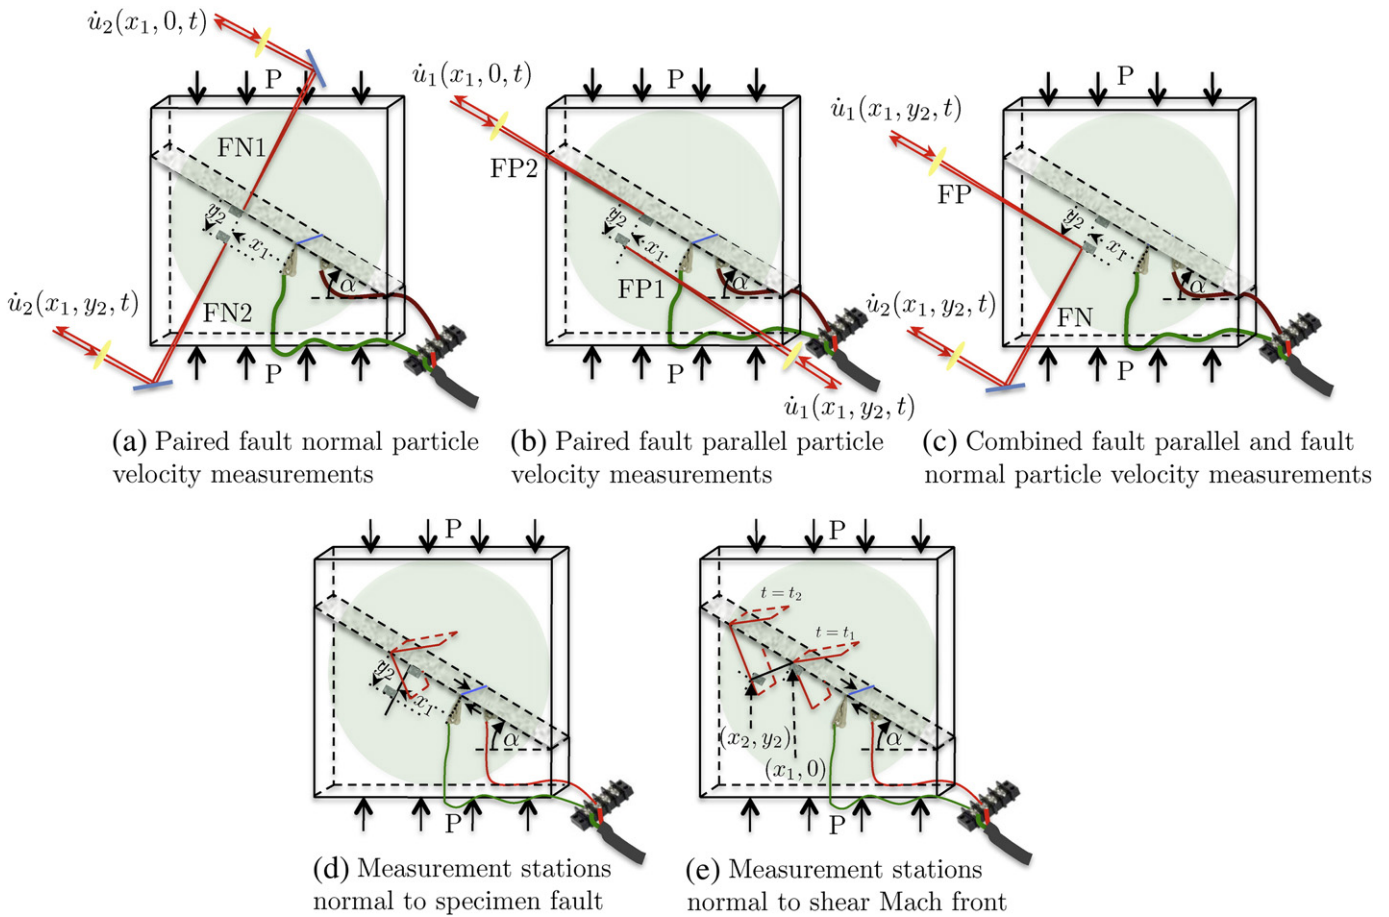 u̇₂(x₁, 0, t)
P
FN1
y₂
x₁
α
FN2
u̇₂(x₁, y₂, t)
P
(a) Paired fault normal particle
velocity measurements
u̇₁(x₁, 0, t)
P
FP2
y₂
x₁
α
FP1
P
u̇₁(x₁, y₂, t)
(b) Paired fault parallel particle
velocity measurements
u̇₁(x₁, y₂, t)
P
FP
y₂
x₁
α
u̇₂(x₁, y₂, t)
FN
P
(c) Combined fault parallel and fault
normal particle velocity measurements
P
y₂
x₁
α
P
(d) Measurement stations
normal to specimen fault
P
t = t₂
t = t₁
(x₂, y₂)
α
(x₁, 0)
P
(e) Measurement stations
normal to shear Mach front